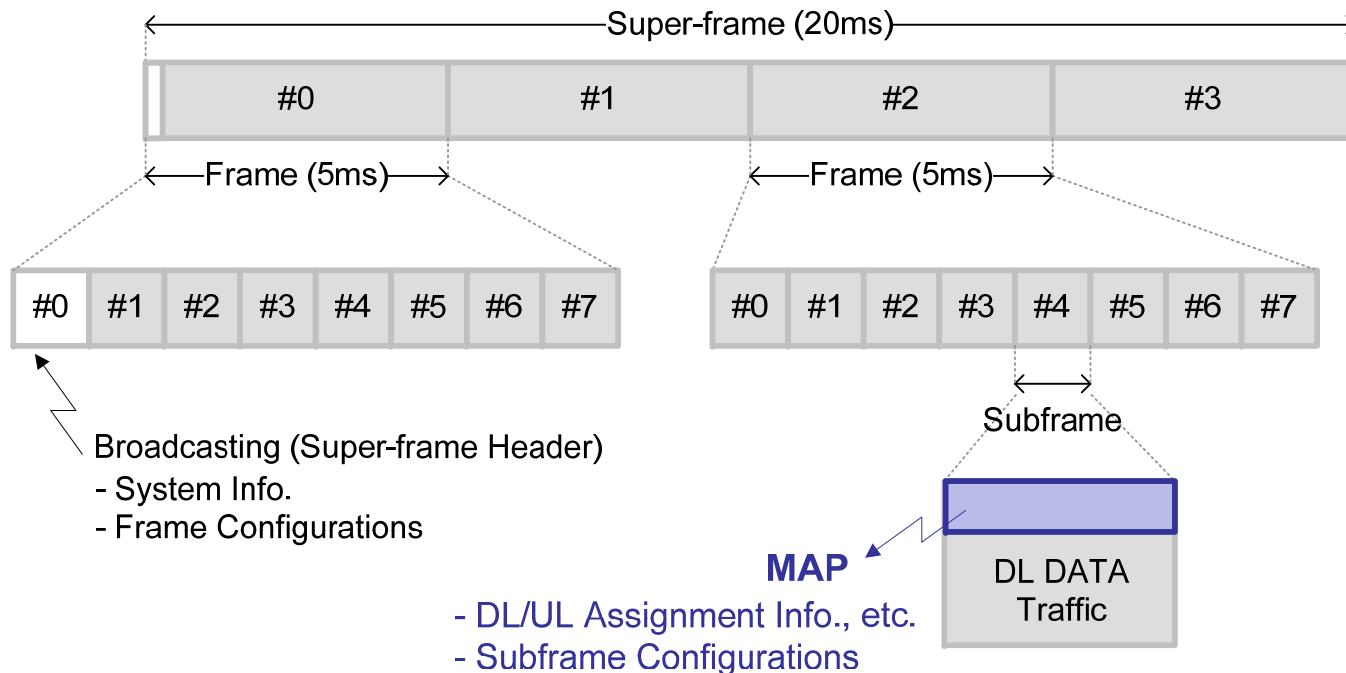 Super-frame (20ms)
#0 #1 #2 #3
Frame (5ms) Frame (5ms)
#0 #1 #2 #3 #4 #5 #6 #7 #0 #1 #2 #3 #4 #5 #6 #7
Subframe
Broadcasting (Super-frame Header)
- System Info.
- Frame Configurations
MAP
- DL/UL Assignment Info., etc.
- Subframe Configurations
DL DATA
Traffic